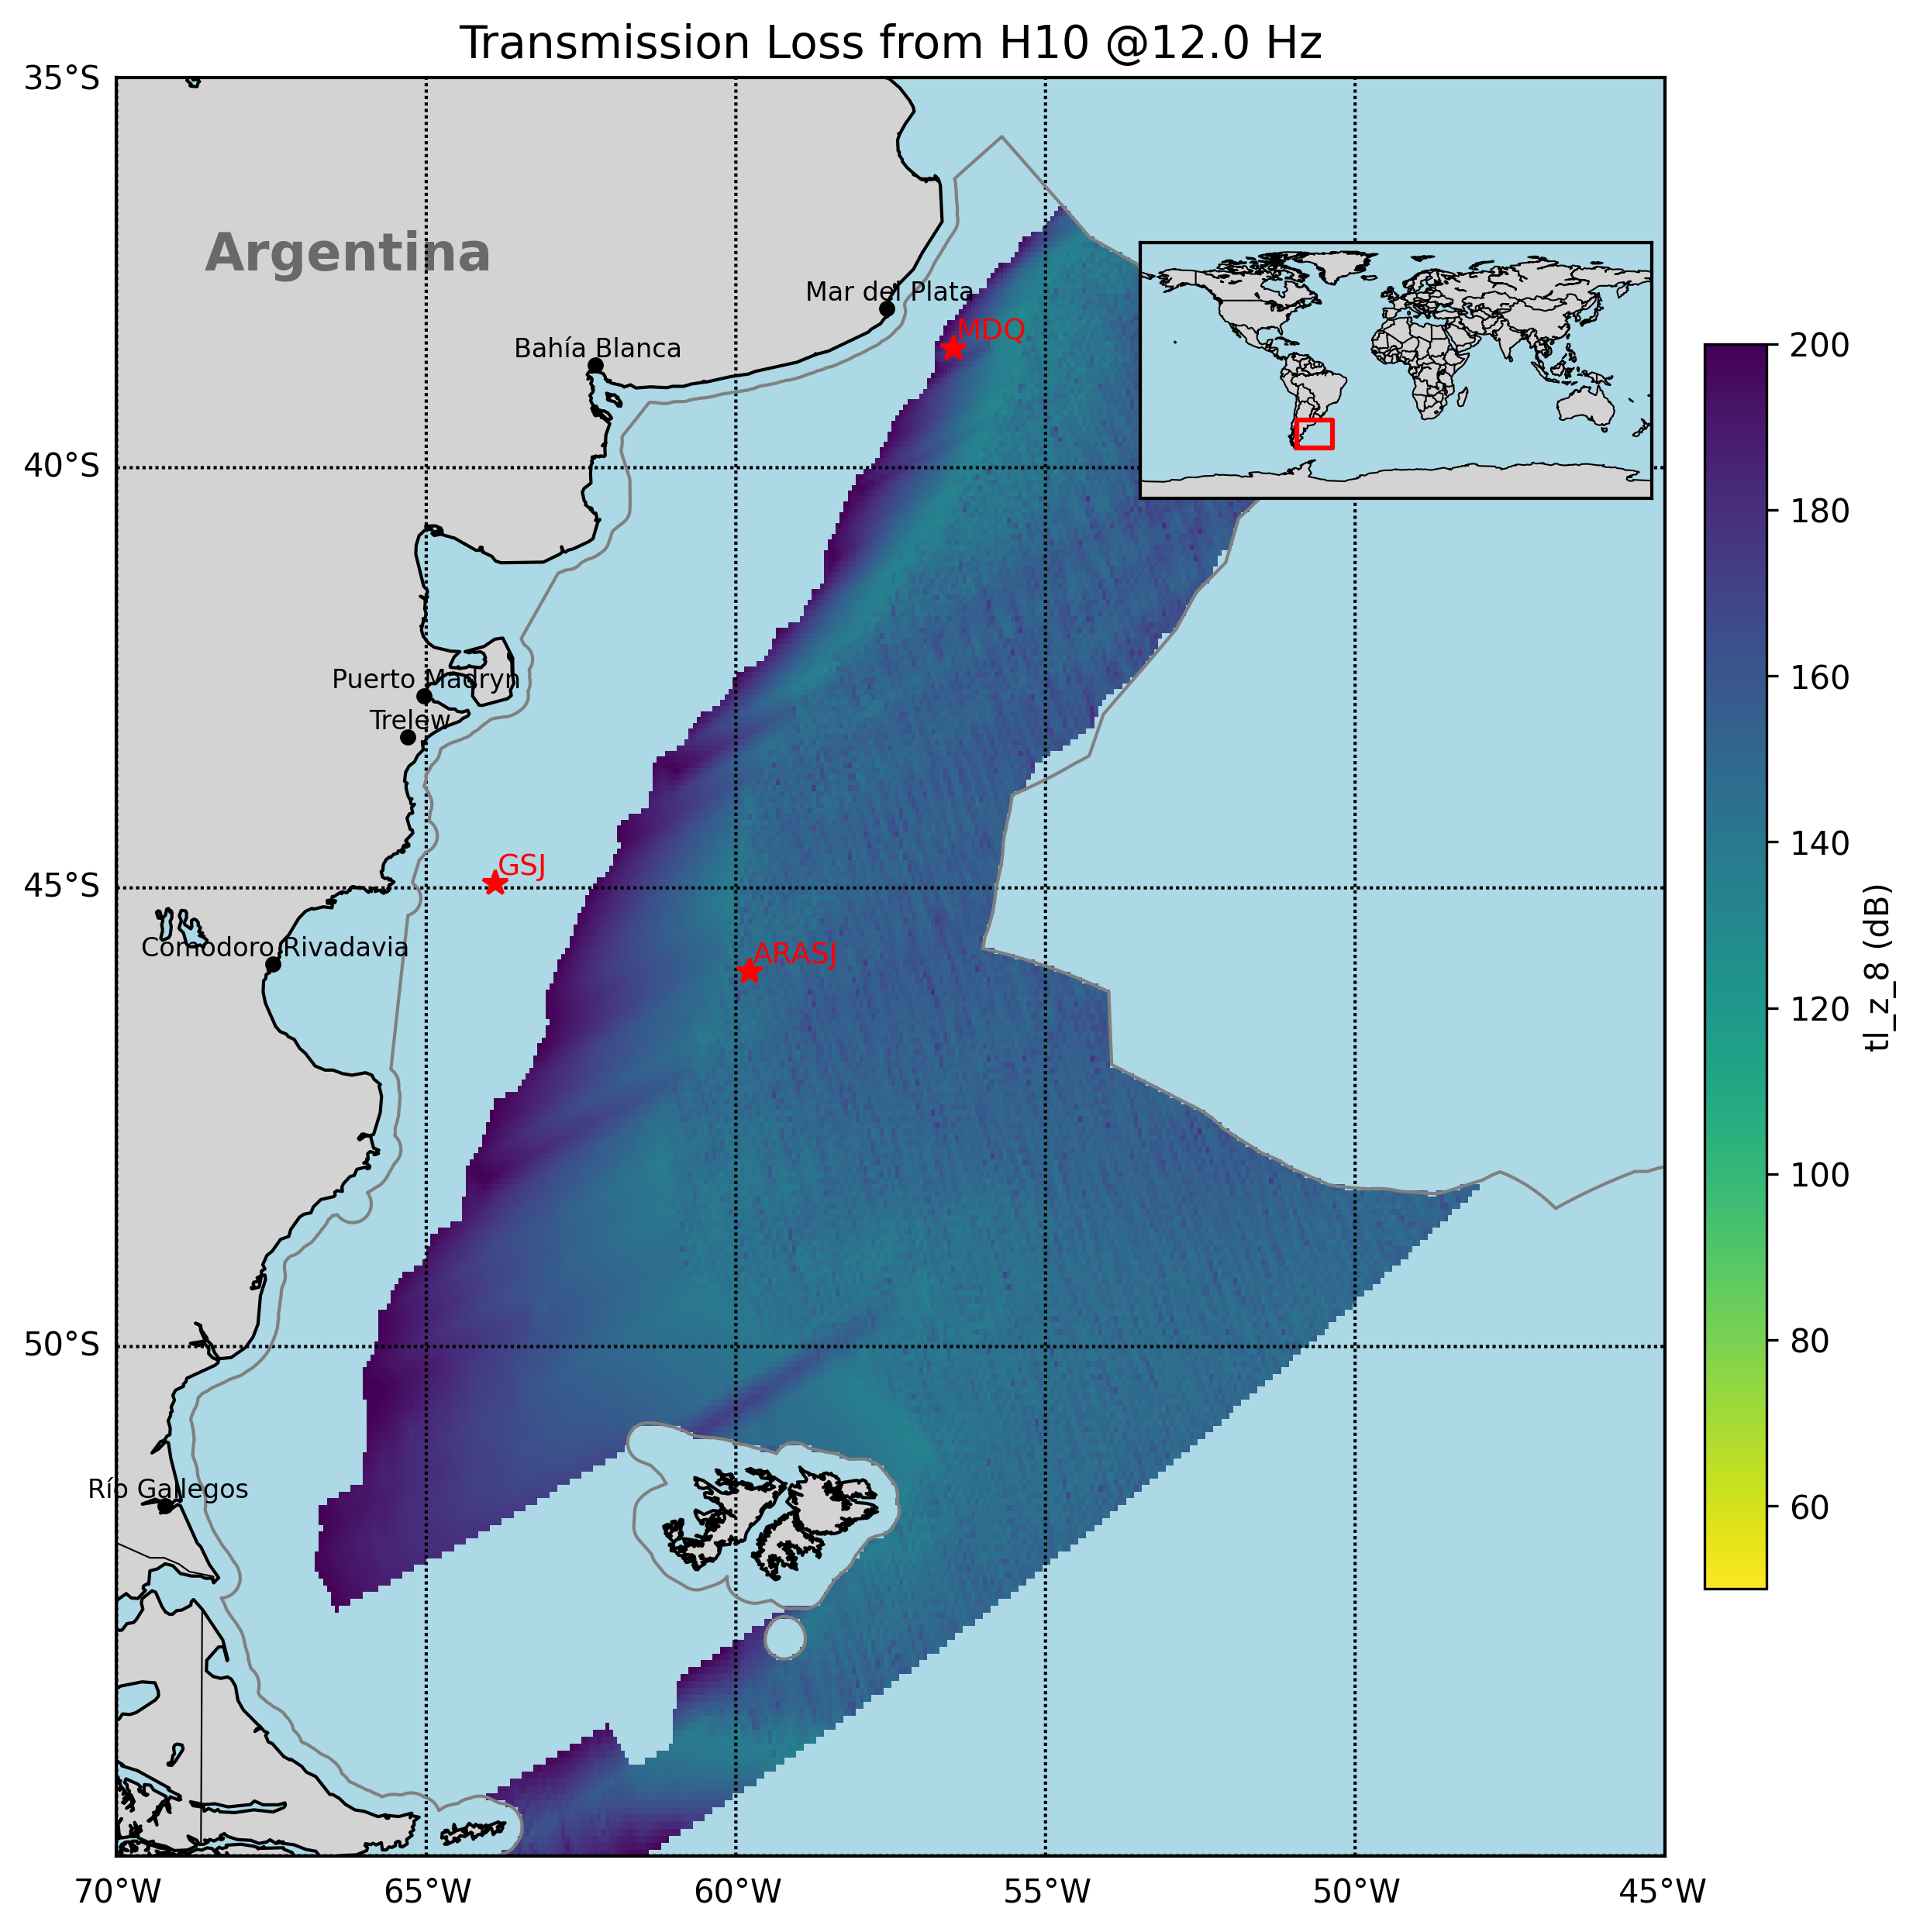 Transmission Loss from H10 @12.0 Hz
35°S
Argentina
Mar del Plata
MDQ
Bahía Blanca
200
40°S
180
Puerto Madryn
160
Trelew
140
GSJ
45°S
Comodoro Rivadavia
ARASJ
tl_z_8 (dB)
120
100
50°S
80
Río Gallegos
60
70°W
65°W
60°W
55°W
50°W
45°W